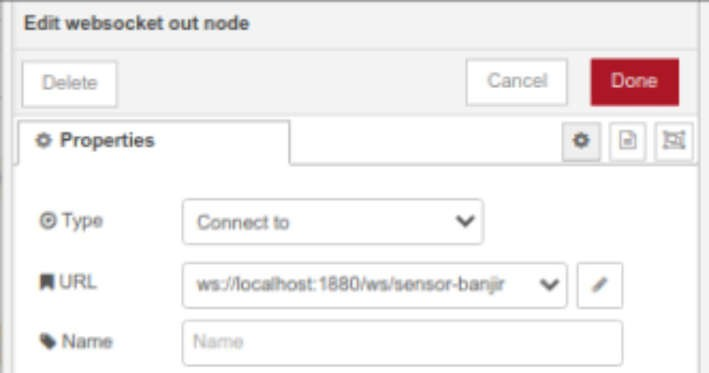 Edit websocket out node
Delete Cancel Done
Properties
Type Connect to
URL ws://localhost:1880/ws/sensor-banjir
Name Name